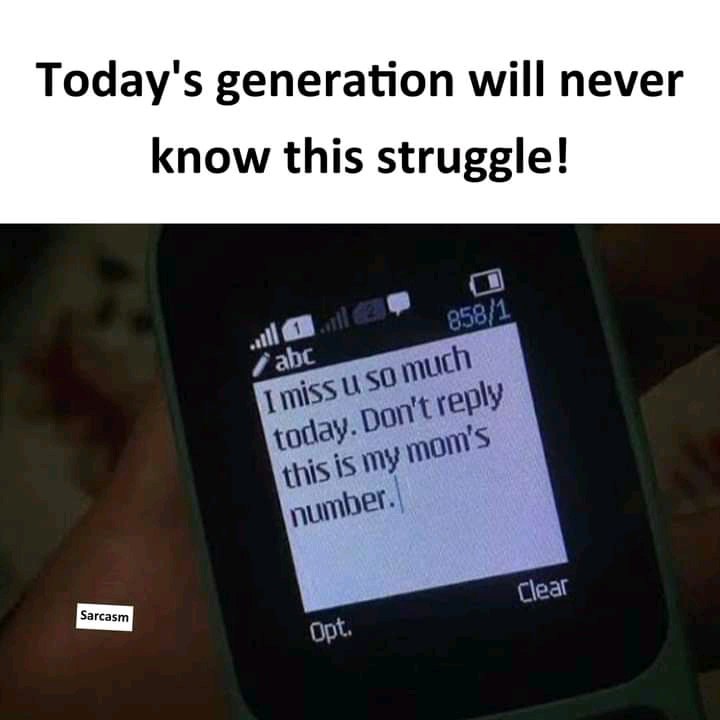 Today's generation will never
know this struggle!
1 2
858/1
abc
I miss u so much
today. Don't reply
this is my mom's
number.
Clear
Opt.
Sarcasm